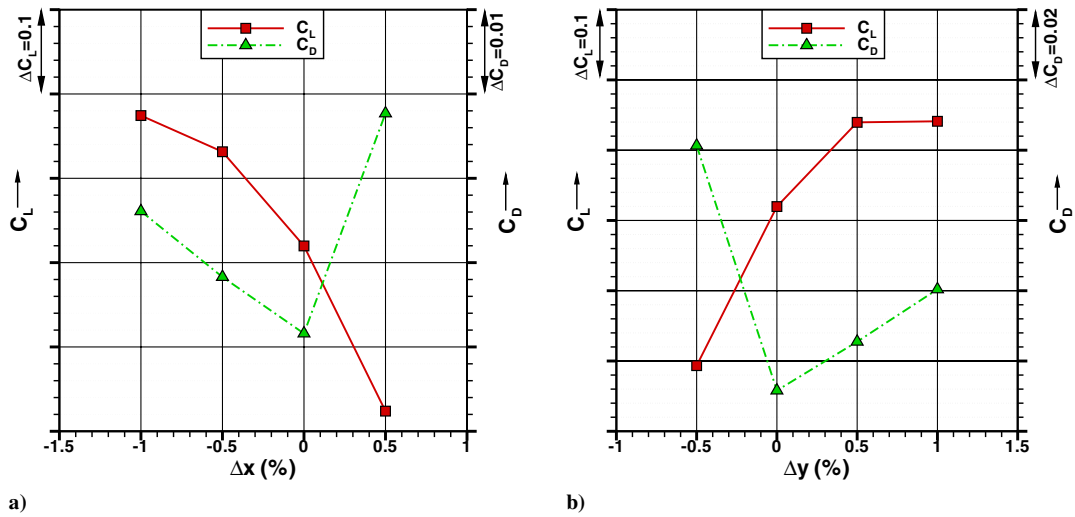 ΔC_L=0.1
C_L
C_D
ΔC_D=0.01
C_L
C_D
-1.5 -1 -0.5 0 0.5 1
Δx (%)
a)
ΔC_L=0.1
C_L
C_D
ΔC_D=0.02
C_L
C_D
-1 -0.5 0 0.5 1 1.5
Δy (%)
b)